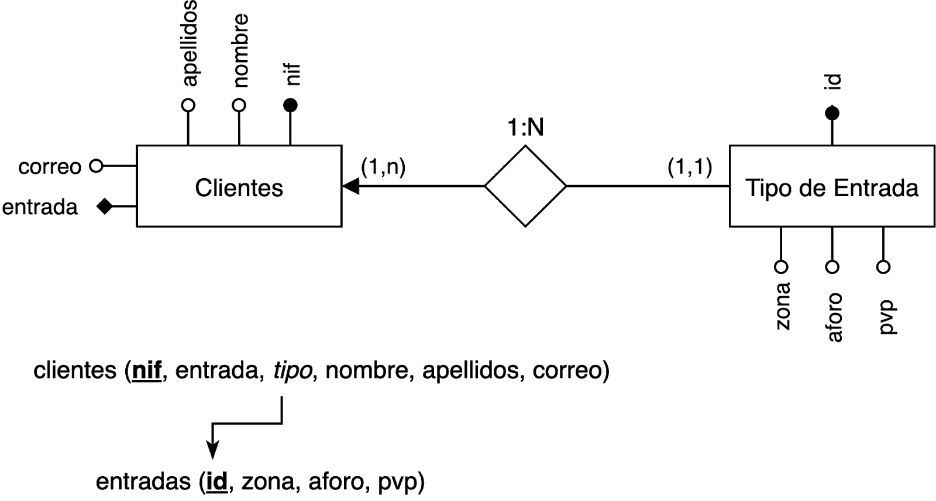 apellidos
nombre
nif
id
1:N
correo
(1,n)
(1,1)
Clientes
Tipo de Entrada
entrada
zona
aforo
pvp
clientes (nif, entrada, tipo, nombre, apellidos, correo)
entradas (id, zona, aforo, pvp)